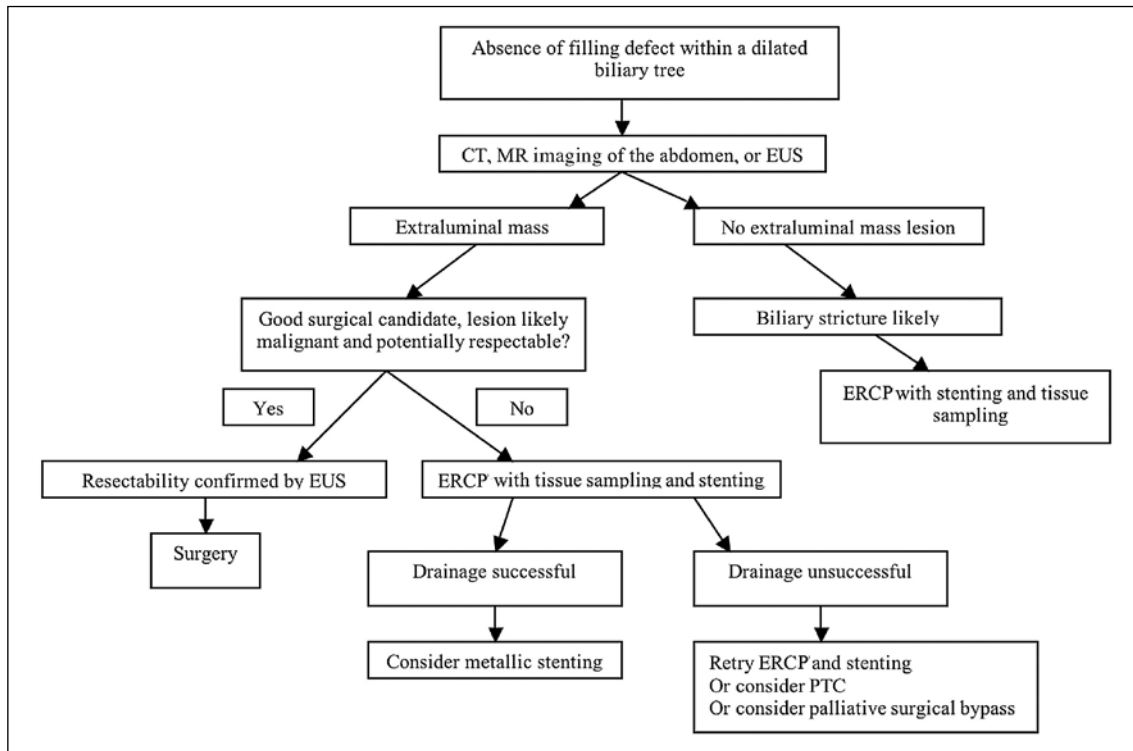 Absence of filling defect within a dilated
biliary tree
CT, MR imaging of the abdomen, or EUS
Extraluminal mass
No extraluminal mass lesion
Good surgical candidate, lesion likely
malignant and potentially respectable?
Biliary stricture likely
Yes
No
ERCP with stenting and tissue
sampling
Resectability confirmed by EUS
ERCP with tissue sampling and stenting
Surgery
Drainage successful
Drainage unsuccessful
Consider metallic stenting
Retry ERCP and stenting
Or consider PTC
Or consider palliative surgical bypass